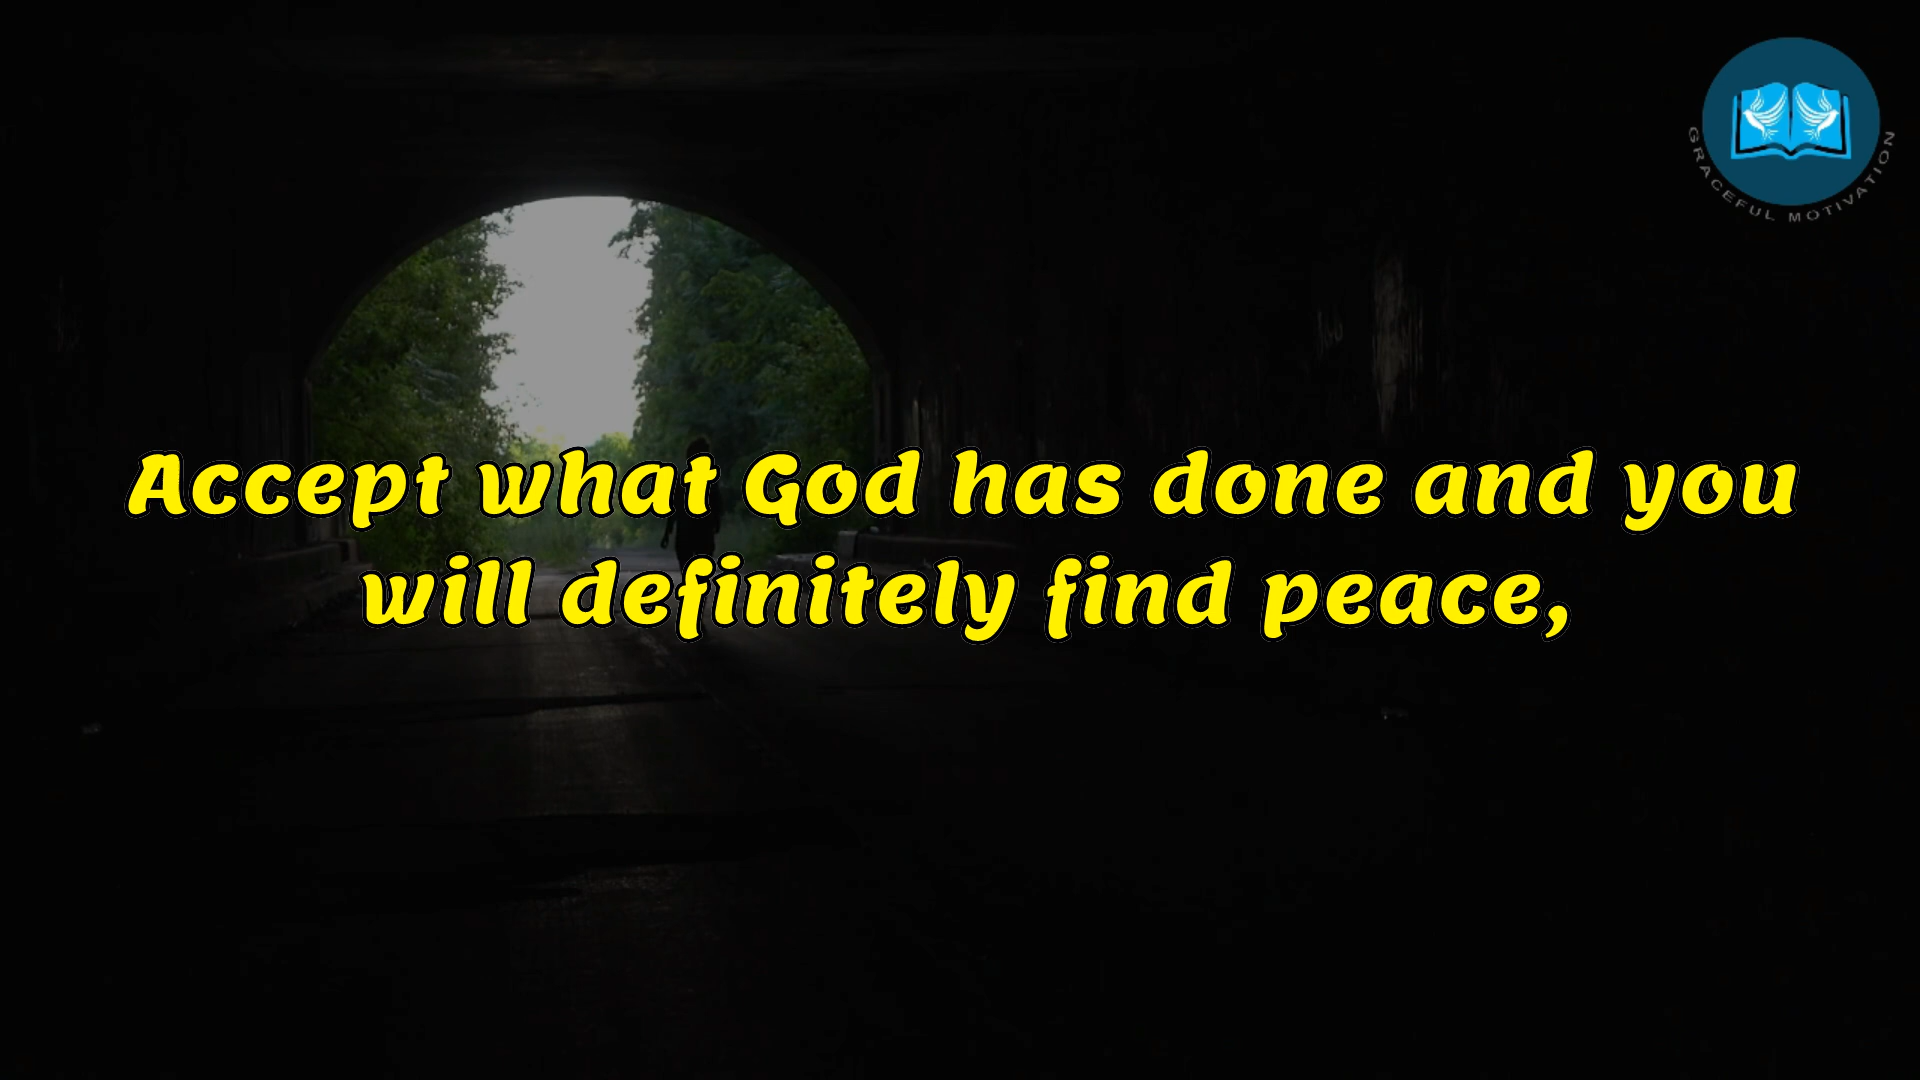 GRACEFUL MOTIVATION
Accept what God has done and you
will definitely find peace,